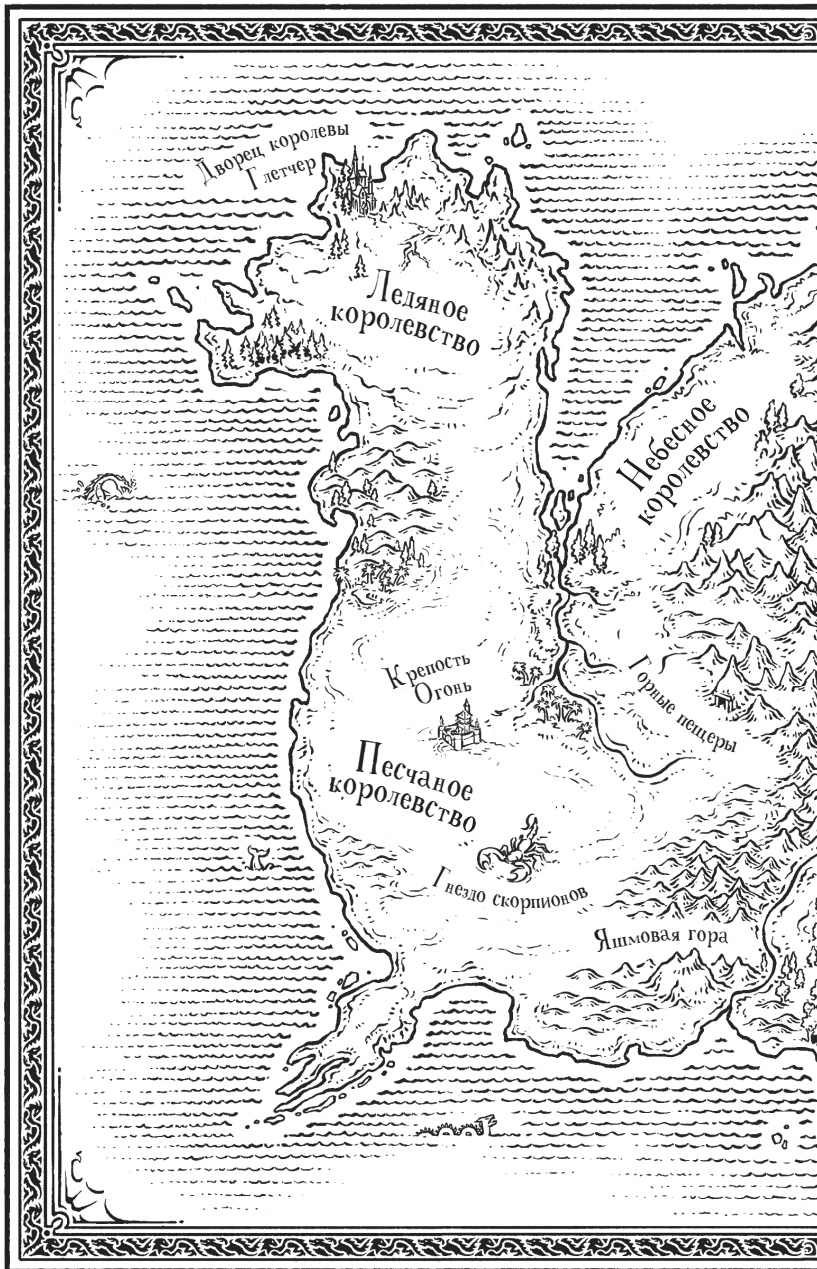 Дворец королевы
Глетчер
Ледяное
королевство
Небесное
королевство
Крепость
Огонь
Горные пещеры
Песчаное
королевство
Гнездо скорпионов
Яшмовая гора